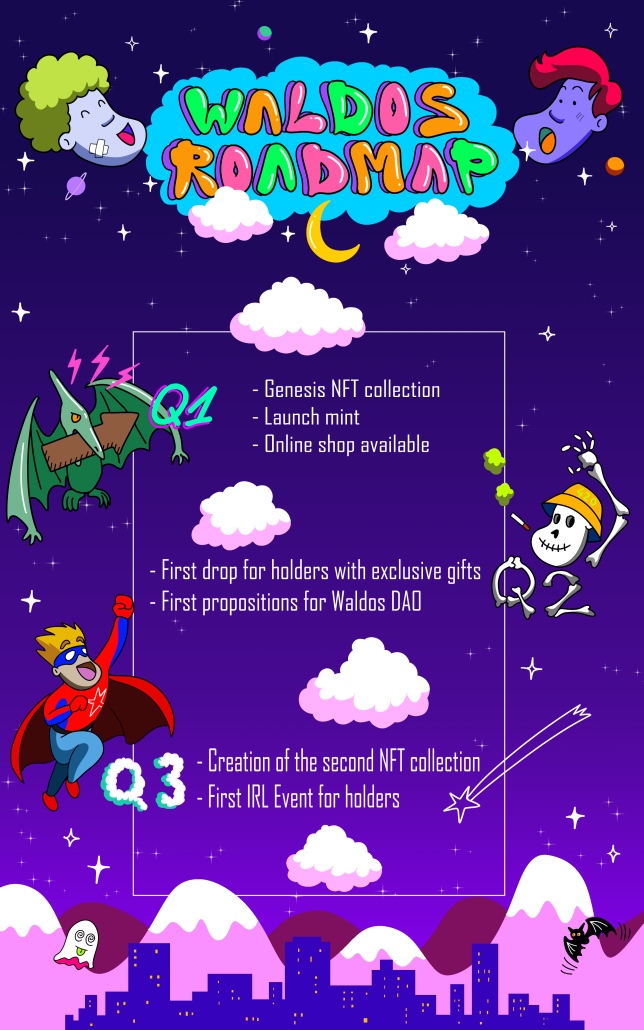 WALDOS
ROADMAP
Q1
- Genesis NFT collection
- Launch mint
- Online shop available
- First drop for holders with exclusive gifts
- First propositions for Waldos DAO
Q2
Q3
- Creation of the second NFT collection
- First IRL Event for holders